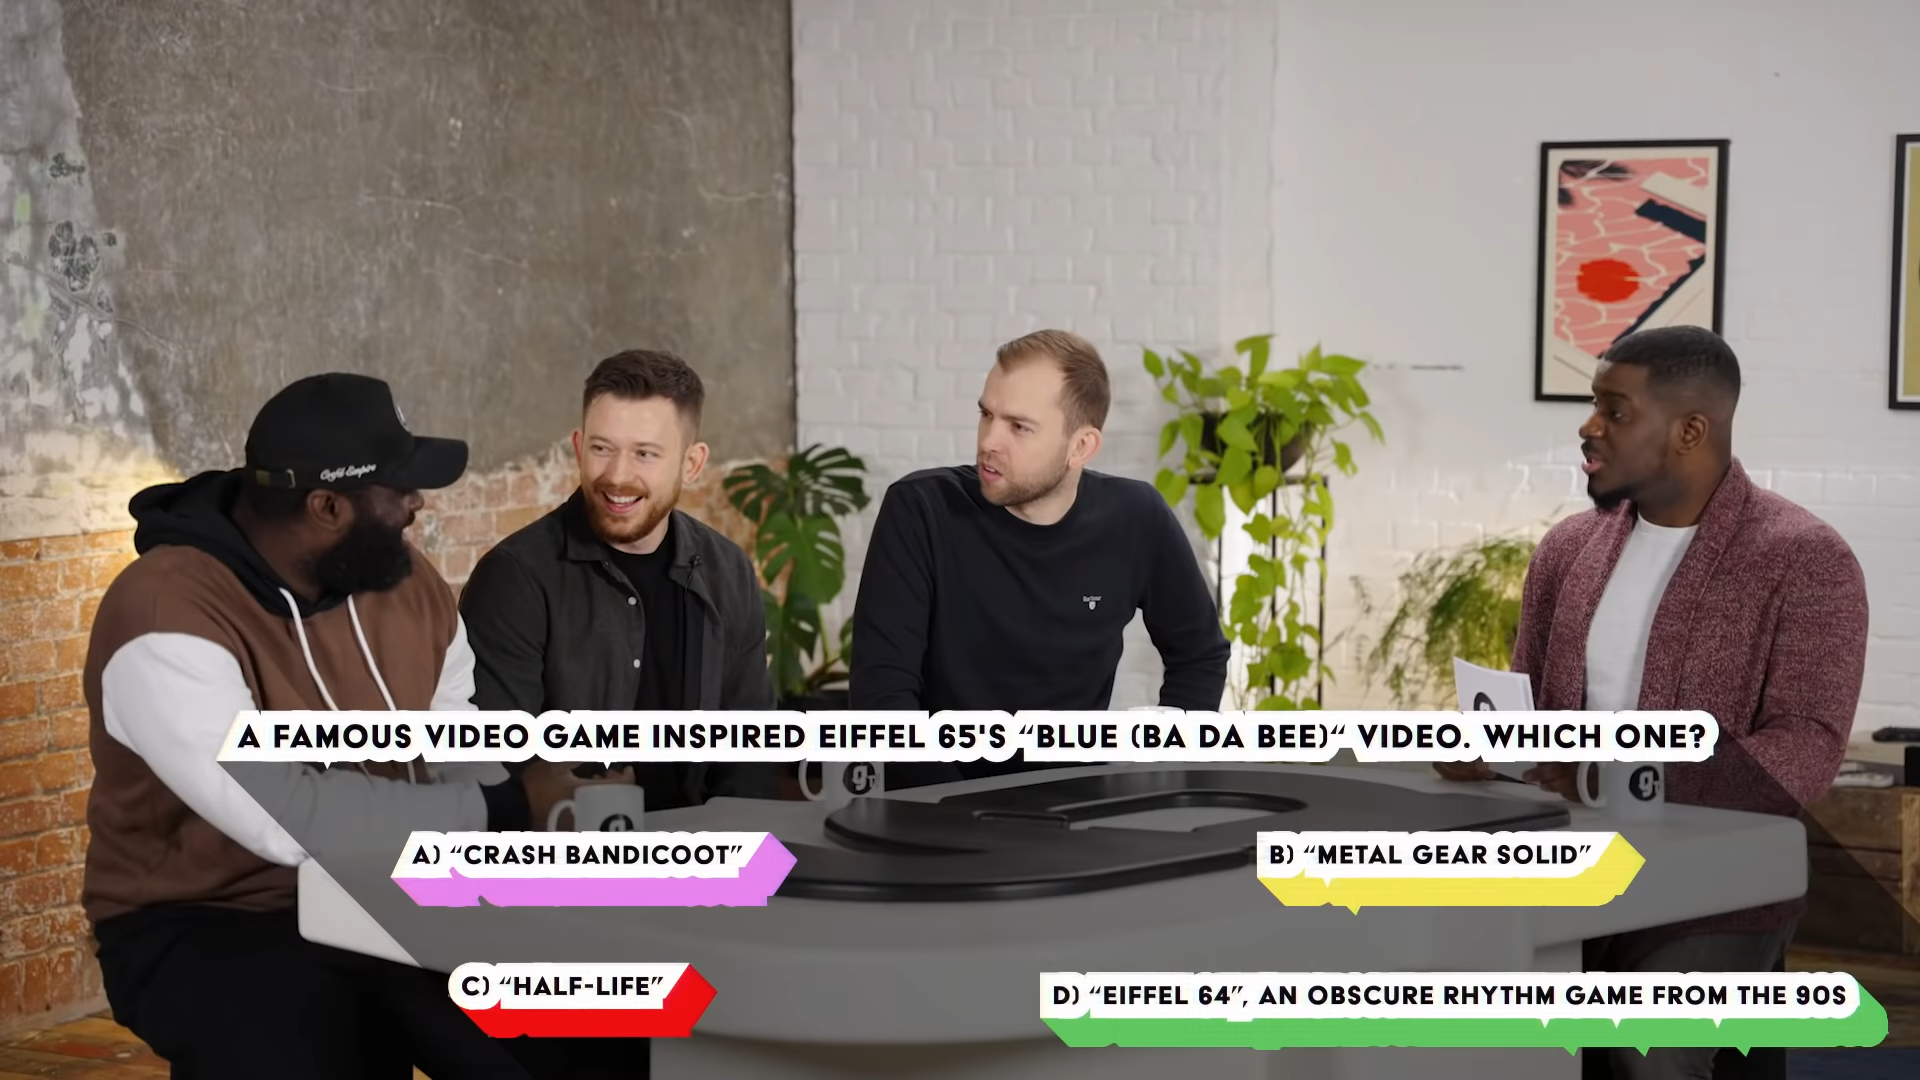 Barbour
A FAMOUS VIDEO GAME INSPIRED EIFFEL 65'S “BLUE (BA DA BEE)“ VIDEO. WHICH ONE?
A) “CRASH BANDICOOT”
B) “METAL GEAR SOLID”
C) “HALF-LIFE”
D) “EIFFEL 64”, AN OBSCURE RHYTHM GAME FROM THE 90S